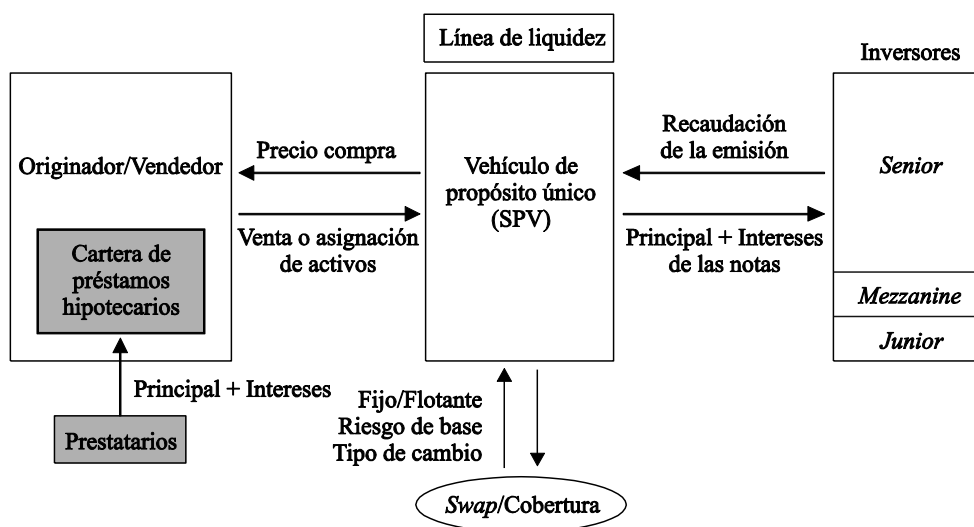 Línea de liquidez
Inversores
Originador/Vendedor
Precio compra
Venta o asignación
de activos
Cartera de
préstamos
hipotecarios
Principal + Intereses
Prestatarios
Vehículo de
propósito único
(SPV)
Recaudación
de la emisión
Principal + Intereses
de las notas
Senior
Mezzanine
Junior
Fijo/Flotante
Riesgo de base
Tipo de cambio
Swap/Cobertura